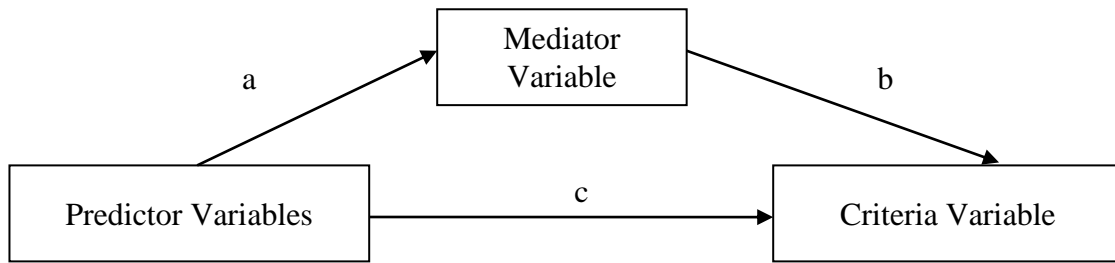 Mediator
Variable
a
b
c
Predictor Variables
Criteria Variable